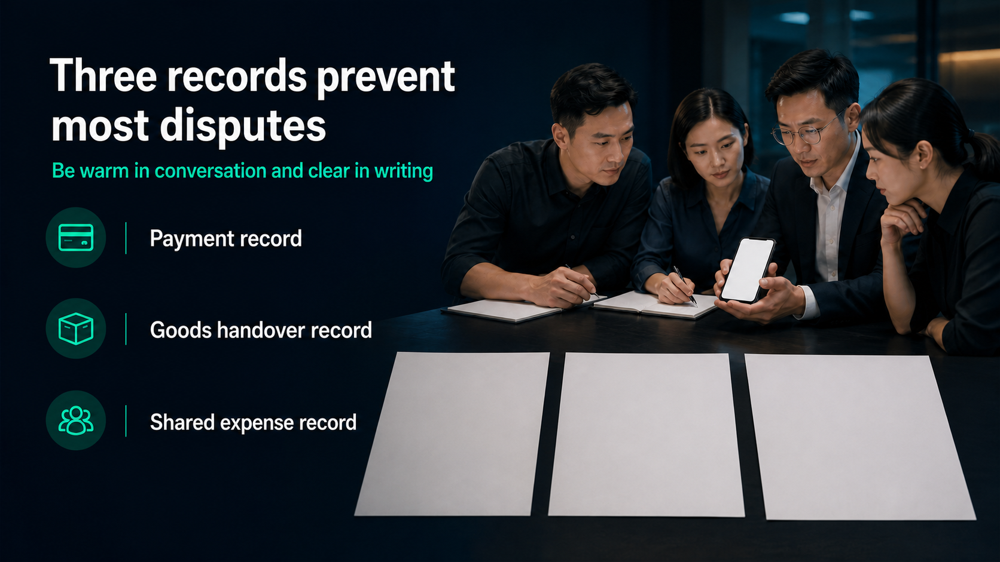 Three records prevent
most disputes
Be warm in conversation and clear in writing
Payment record
Goods handover record
Shared expense record